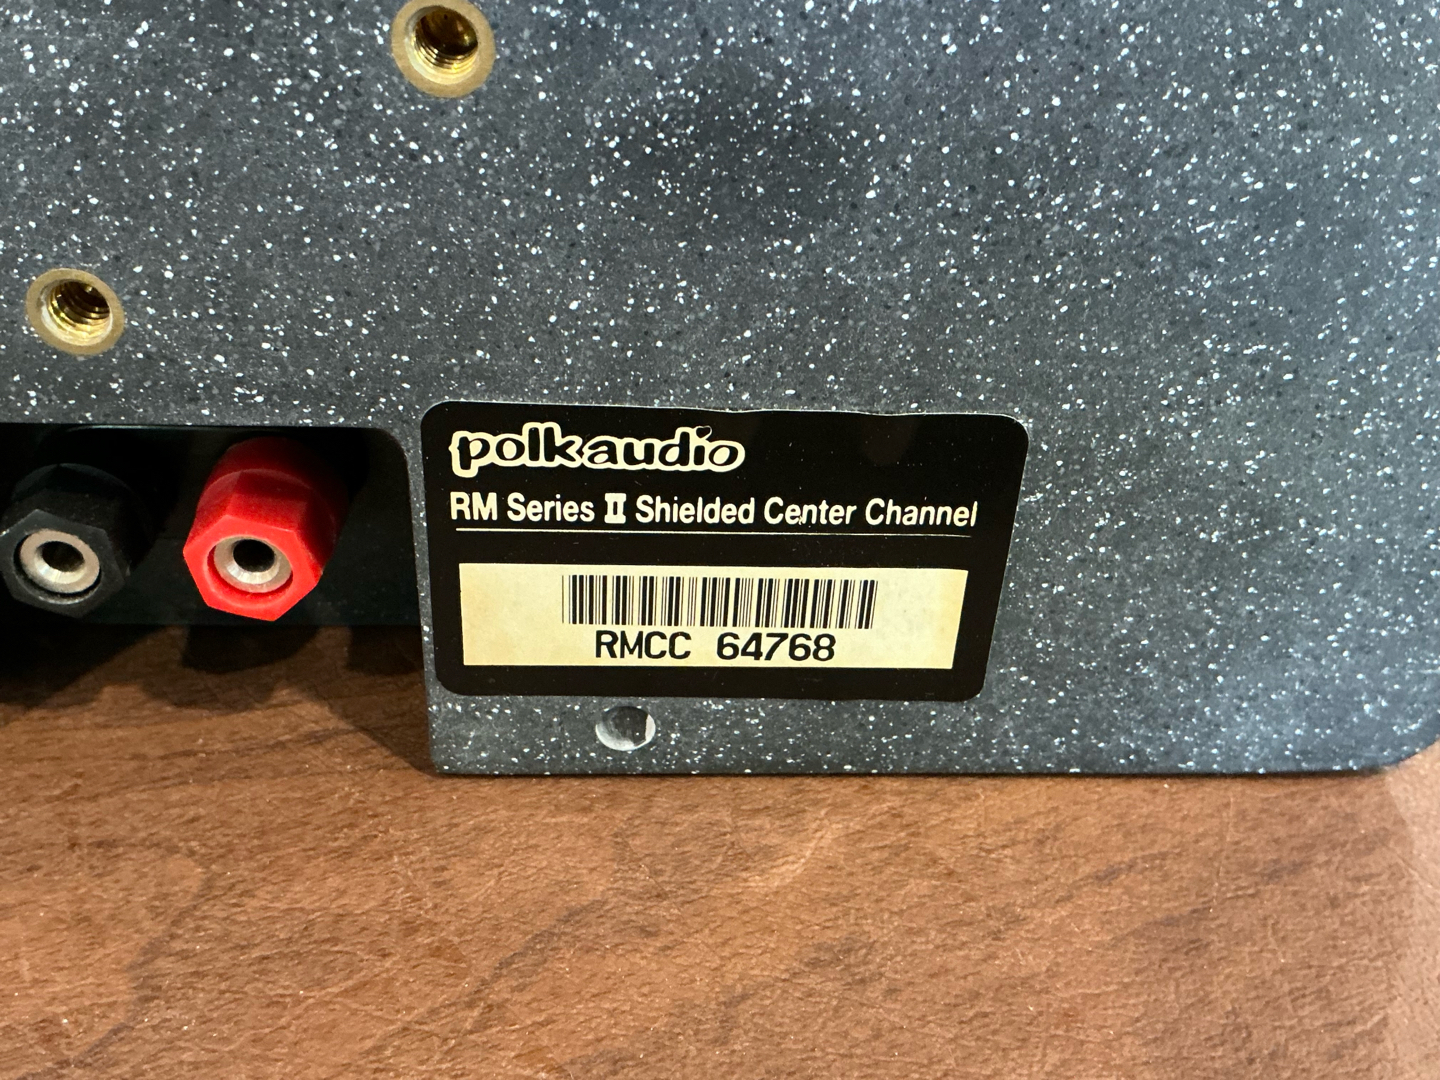 polkaudio
RM Series II Shielded Center Channel
RMCC 64768